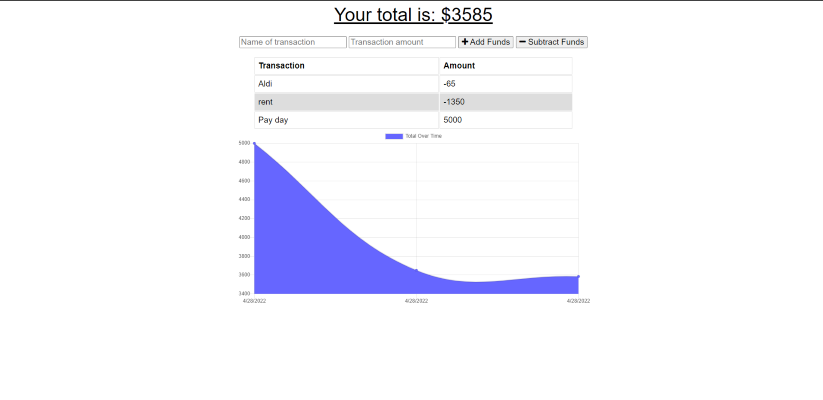 Your total is: $3585
Name of transaction Transaction amount + Add Funds − Subtract Funds
Transaction Amount
Aldi -65
rent -1350
Pay day 5000
Total Over Time
5000
4800
4600
4400
4200
4000
3800
3600
3400
4/28/2022 4/28/2022 4/28/2022